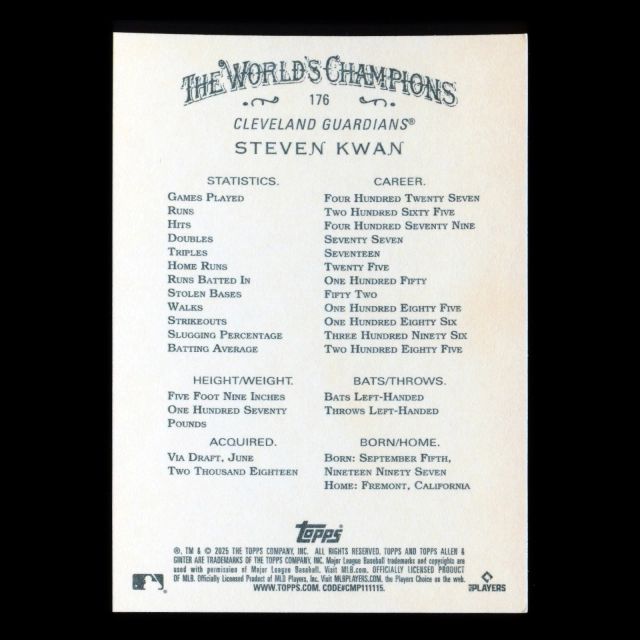 THE WORLD'S CHAMPIONS
176
CLEVELAND GUARDIANS®
STEVEN KWAN
STATISTICS. CAREER.
GAMES PLAYED FOUR HUNDRED TWENTY SEVEN
RUNS TWO HUNDRED SIXTY FIVE
HITS FOUR HUNDRED SEVENTY NINE
DOUBLES SEVENTY SEVEN
TRIPLES SEVENTEEN
HOME RUNS TWENTY FIVE
RUNS BATTED IN ONE HUNDRED FIFTY
STOLEN BASES FIFTY TWO
WALKS ONE HUNDRED EIGHTY FIVE
STRIKEOUTS ONE HUNDRED EIGHTY SIX
SLUGGING PERCENTAGE THREE HUNDRED NINETY SIX
BATTING AVERAGE TWO HUNDRED EIGHTY FIVE
HEIGHT/WEIGHT. BATS/THROWS.
FIVE FOOT NINE INCHES BATS LEFT-HANDED
ONE HUNDRED SEVENTY THROWS LEFT-HANDED
POUNDS
ACQUIRED. BORN/HOME.
VIA DRAFT, JUNE BORN: SEPTEMBER FIFTH,
TWO THOUSAND EIGHTEEN NINETEEN NINETY SEVEN
HOME: FREMONT, CALIFORNIA
topps
®, TM & © 2025 THE TOPPS COMPANY, INC. ALL RIGHTS RESERVED. TOPPS AND TOPPS ALLEN &
GINTER ARE TRADEMARKS OF THE TOPPS COMPANY, INC. Major League Baseball trademarks and copyrights are
used with permission of Major League Baseball. Visit MLB.com. OFFICIALLY LICENSED PRODUCT
OF MLB. Officially Licensed Product of MLB Players, Inc. Visit MLBPLAYERS.COM, the Players Choice on the web.
WWW.TOPPS.COM. CODE#CMP111115.
PLAYERS